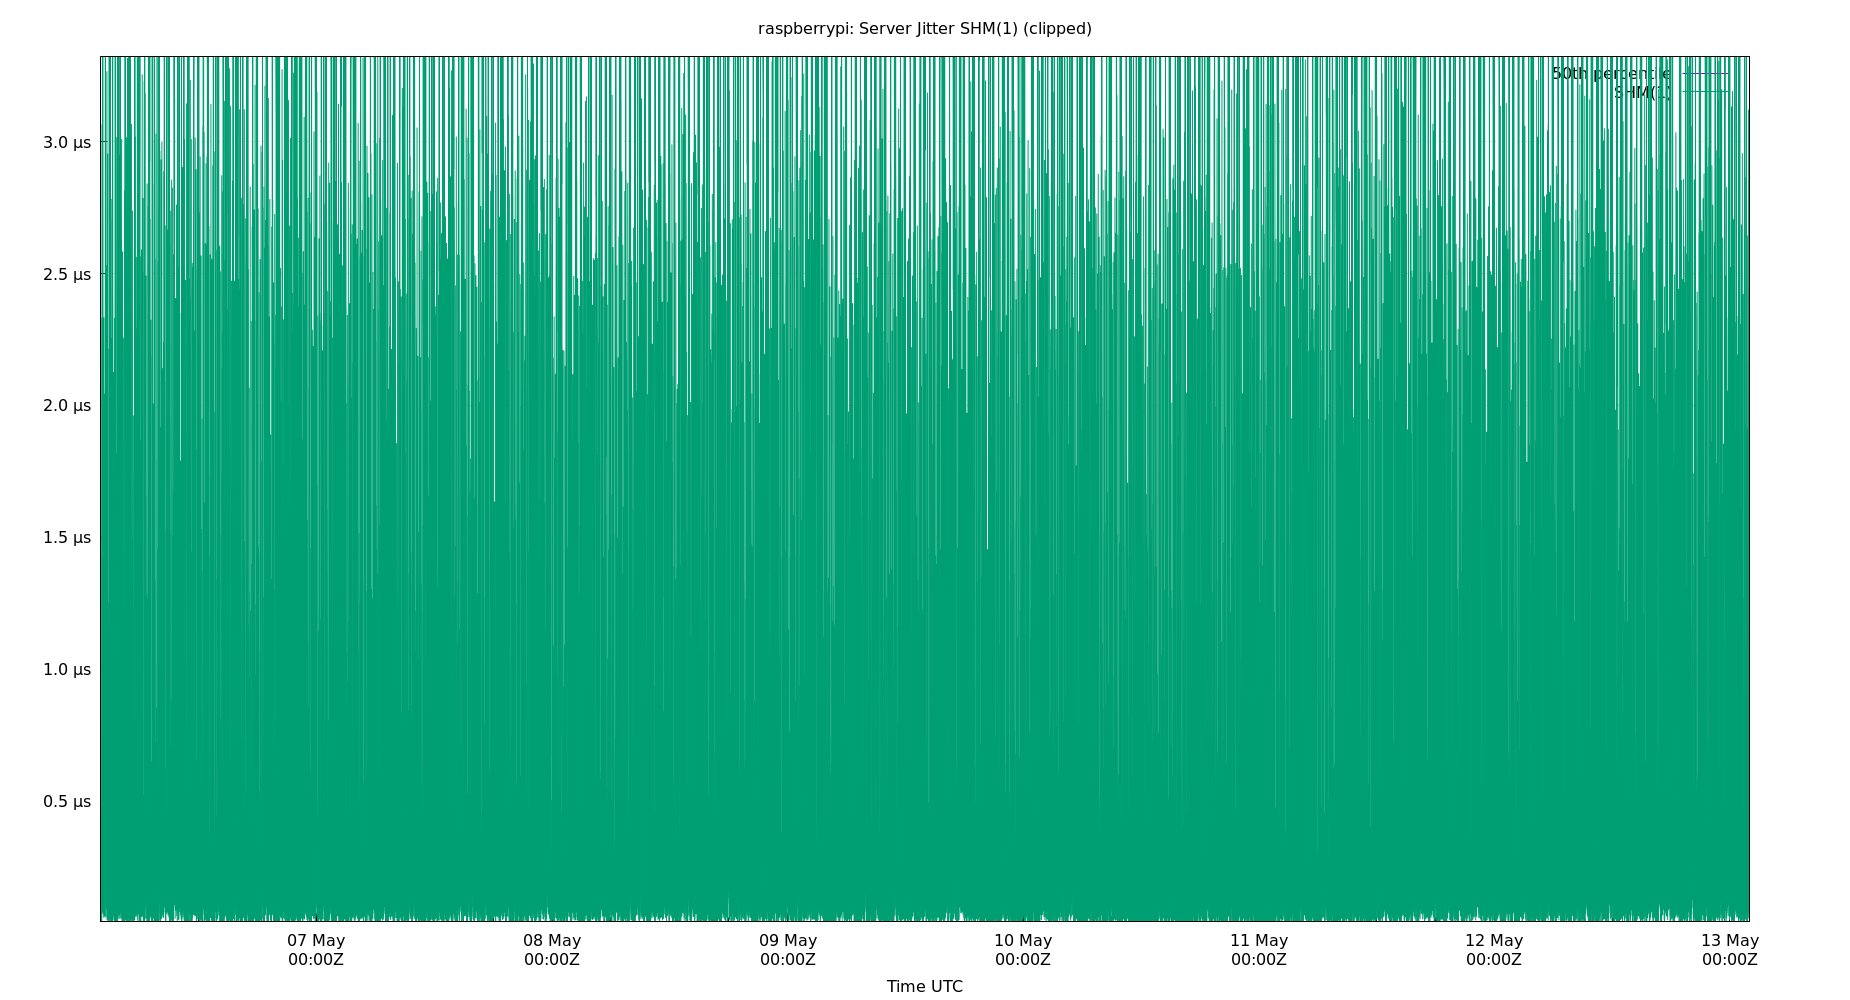 raspberrypi: Server Jitter SHM(1) (clipped)
50th percentile
SHM(1)
3.0 µs
2.5 µs
2.0 µs
1.5 µs
1.0 µs
0.5 µs
07 May 08 May 09 May 10 May 11 May 12 May 13 May
00:00Z 00:00Z 00:00Z 00:00Z 00:00Z 00:00Z 00:00Z
Time UTC